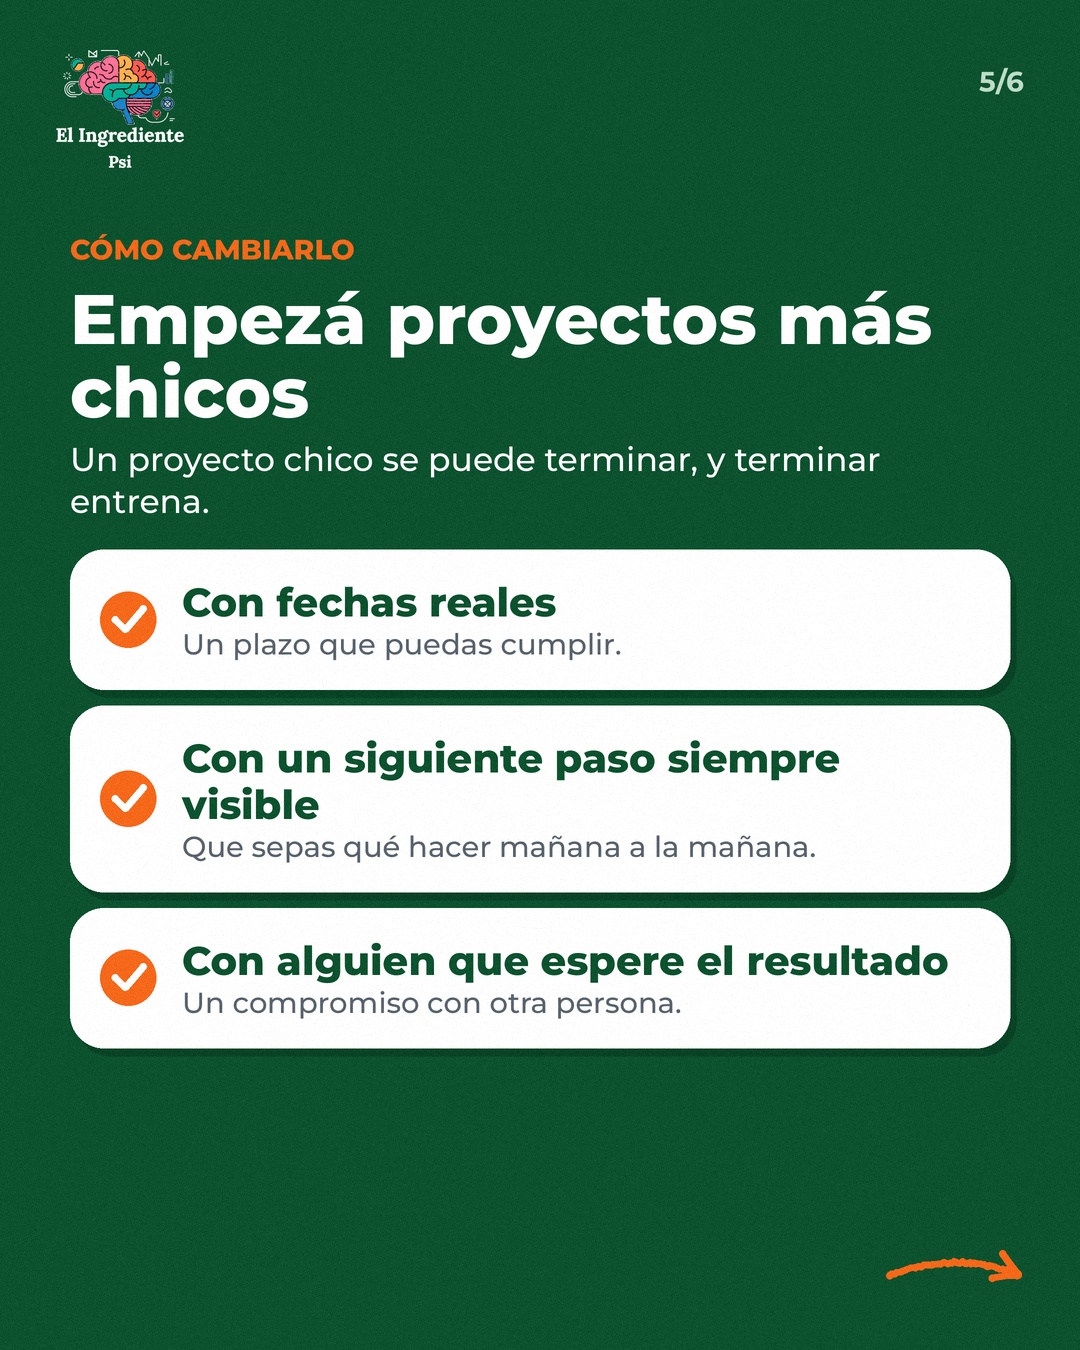 El Ingrediente
Psi
5/6
CÓMO CAMBIARLO
Empezá proyectos más
chicos
Un proyecto chico se puede terminar, y terminar
entrena.
Con fechas reales
Un plazo que puedas cumplir.
Con un siguiente paso siempre
visible
Que sepas qué hacer mañana a la mañana.
Con alguien que espere el resultado
Un compromiso con otra persona.